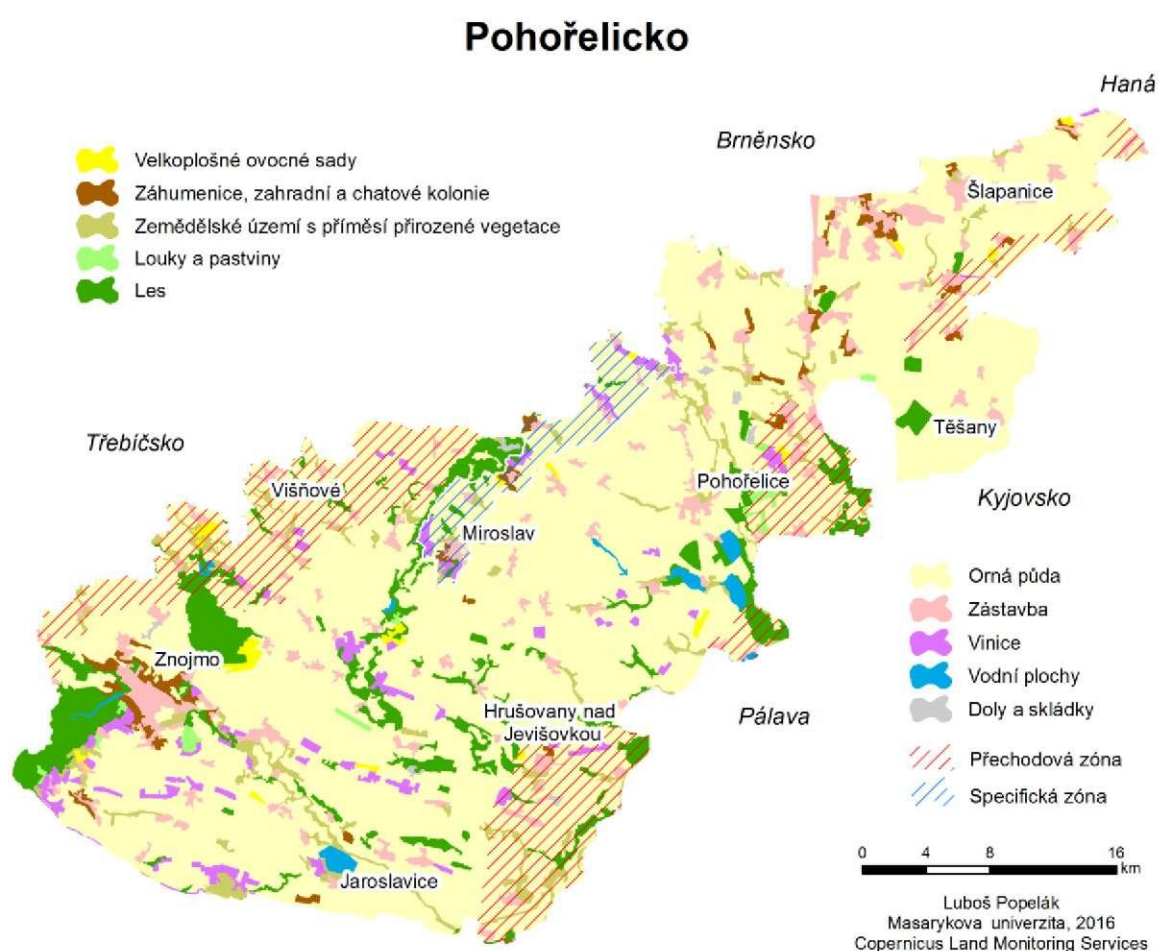 Pohořelicko
Haná
Brněnsko
Velkoplošné ovocné sady
Záhumenice, zahradní a chatové kolonie
Zemědělské území s příměsí přirozené vegetace
Louky a pastviny
Les
Šlapanice
Třebíčsko
Těšany
Višňové
Pohořelice
Kyjovsko
Miroslav
Orná půda
Zástavba
Vinice
Vodní plochy
Doly a skládky
Přechodová zóna
Specifická zóna
Znojmo
Hrušovany nad
Jevišovkou
Pálava
Jaroslavice
0 4 8 16
km
Luboš Popelák
Masarykova univerzita, 2016
Copernicus Land Monitoring Services